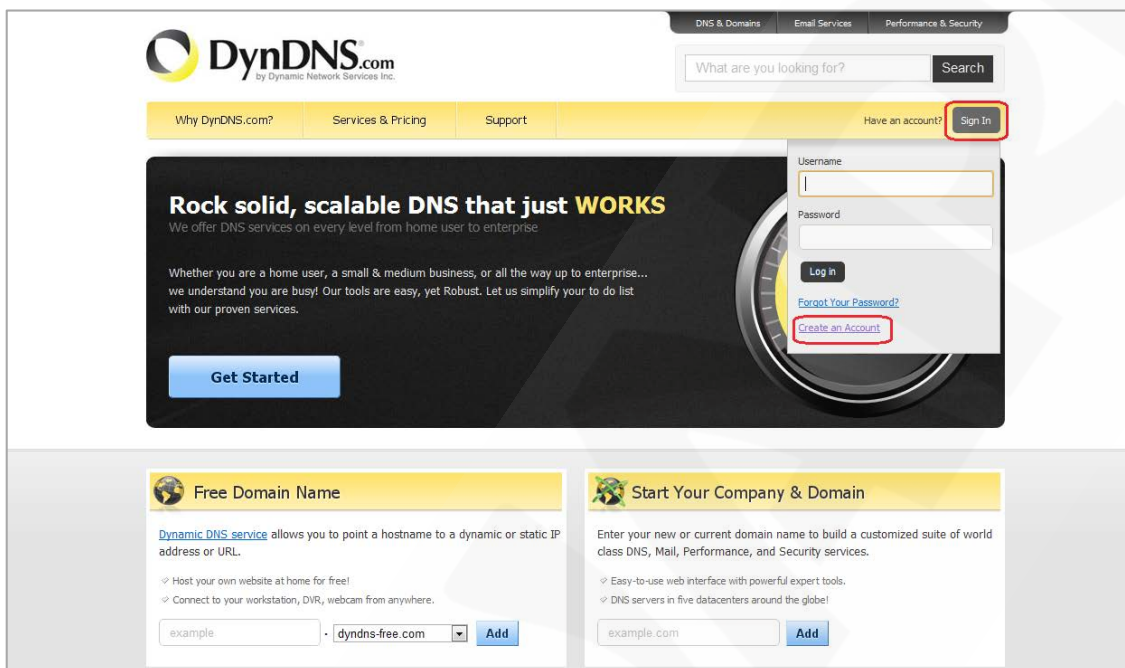 DNS & Domains Email Services Performance & Security
DynDNS.com
by Dynamic Network Services Inc.
What are you looking for? Search
Why DynDNS.com? Services & Pricing Support Have an account? Sign In
Username
Password
Log in
Forgot Your Password?
Create an Account
Rock solid, scalable DNS that just WORKS
We offer DNS services on every level from home user to enterprise
Whether you are a home user, a small & medium business, or all the way up to enterprise...
we understand you are busy! Our tools are easy, yet Robust. Let us simplify your to do list
with our proven services.
Get Started
Free Domain Name
Dynamic DNS service allows you to point a hostname to a dynamic or static IP
address or URL.
Host your own website at home for free!
Connect to your workstation, DVR, webcam from anywhere.
example . dyndns-free.com Add
Start Your Company & Domain
Enter your new or current domain name to build a customized suite of world
class DNS, Mail, Performance, and Security services.
Easy-to-use web interface with powerful expert tools.
DNS servers in five datacenters around the globe!
example.com Add